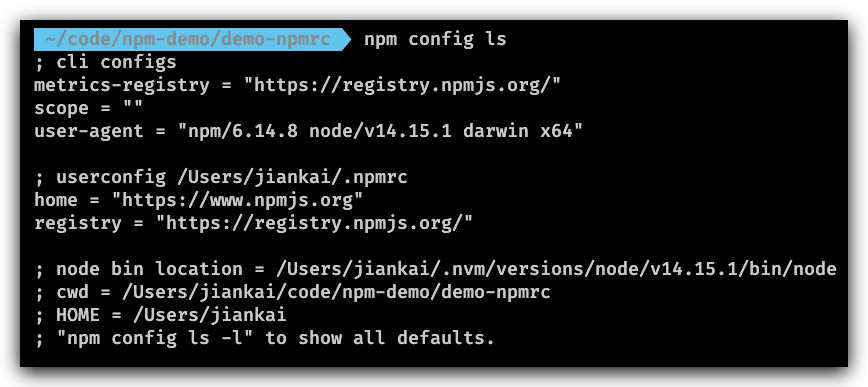 ~/code/npm-demo/demo-npmrc npm config ls
; cli configs
metrics-registry = "https://registry.npmjs.org/"
scope = ""
user-agent = "npm/6.14.8 node/v14.15.1 darwin x64"
; userconfig /Users/jiankai/.npmrc
home = "https://www.npmjs.org"
registry = "https://registry.npmjs.org/"
; node bin location = /Users/jiankai/.nvm/versions/node/v14.15.1/bin/node
; cwd = /Users/jiankai/code/npm-demo/demo-npmrc
; HOME = /Users/jiankai
; "npm config ls -l" to show all defaults.